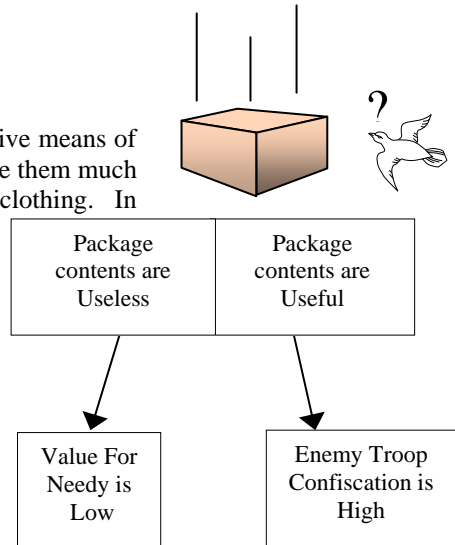 ?
ive means of
e them much
clothing. In
Package
contents are
Useless
Package
contents are
Useful
Value For
Needy is
Low
Enemy Troop
Confiscation is
High